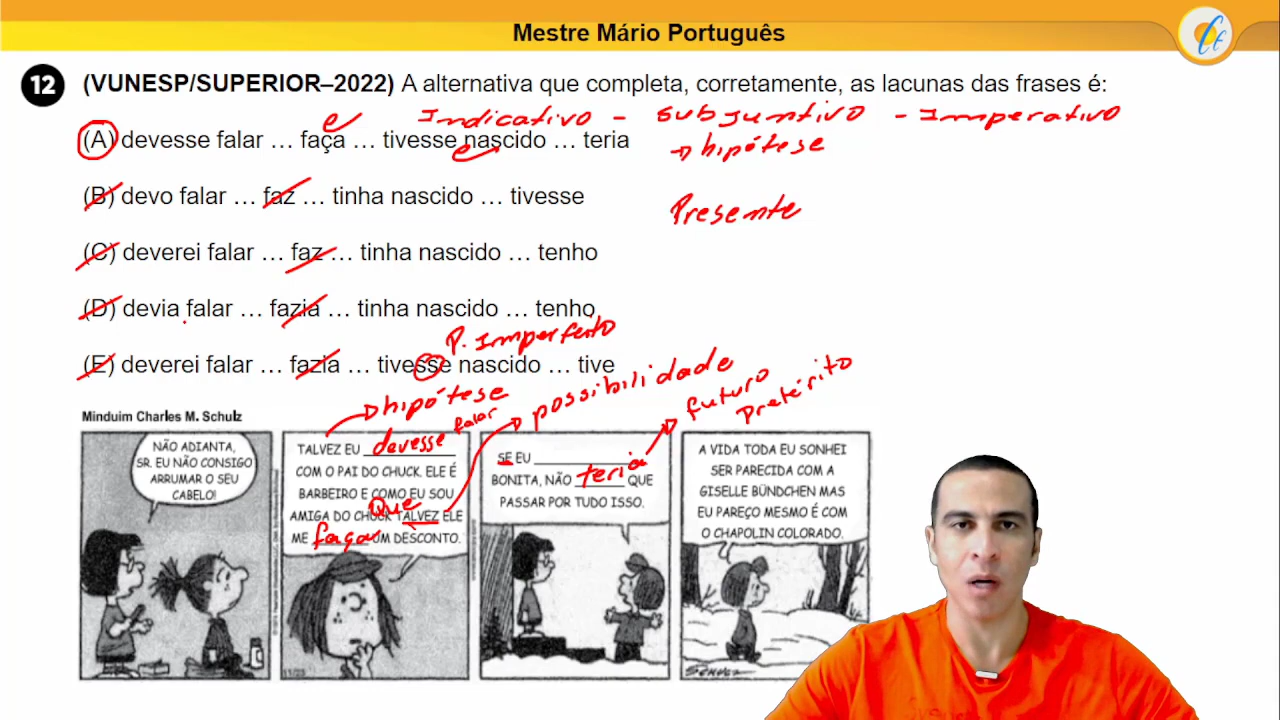 Mestre Mário Português
12 (VUNESP/SUPERIOR–2022) A alternativa que completa, corretamente, as lacunas das frases é:
e Indicativo - subjuntivo - Imperativo
(A) devesse falar ... faça ... tivesse nascido ... teria
→ hipótese
e
(B) devo falar ... faz ... tinha nascido ... tivesse
Presente
(C) deverei falar ... faz ... tinha nascido ... tenho
(D) devia falar ... fazia ... tinha nascido ... tenho
P. Imperfeito
(E) deverei falar ... fazia ... tivesse nascido ... tive
hipótese
possibilidade
futuro
Pretérito
Minduim Charles M. Schulz
NÃO ADIANTA,
SR. EU NÃO CONSIGO
ARRUMAR O SEU
CABELO!
TALVEZ EU devesse falar
COM O PAI DO CHUCK. ELE É
BARBEIRO E COMO EU SOU
Que
AMIGA DO CHUCK TALVEZ ELE
ME faça UM DESCONTO.
SE EU ________
BONITA, NÃO teria QUE
PASSAR POR TUDO ISSO.
A VIDA TODA EU SONHEI
SER PARECIDA COM A
GISELLE BÜNDCHEN MAS
EU PAREÇO MESMO É COM
O CHAPOLIN COLORADO.
11/23
SCHULZ